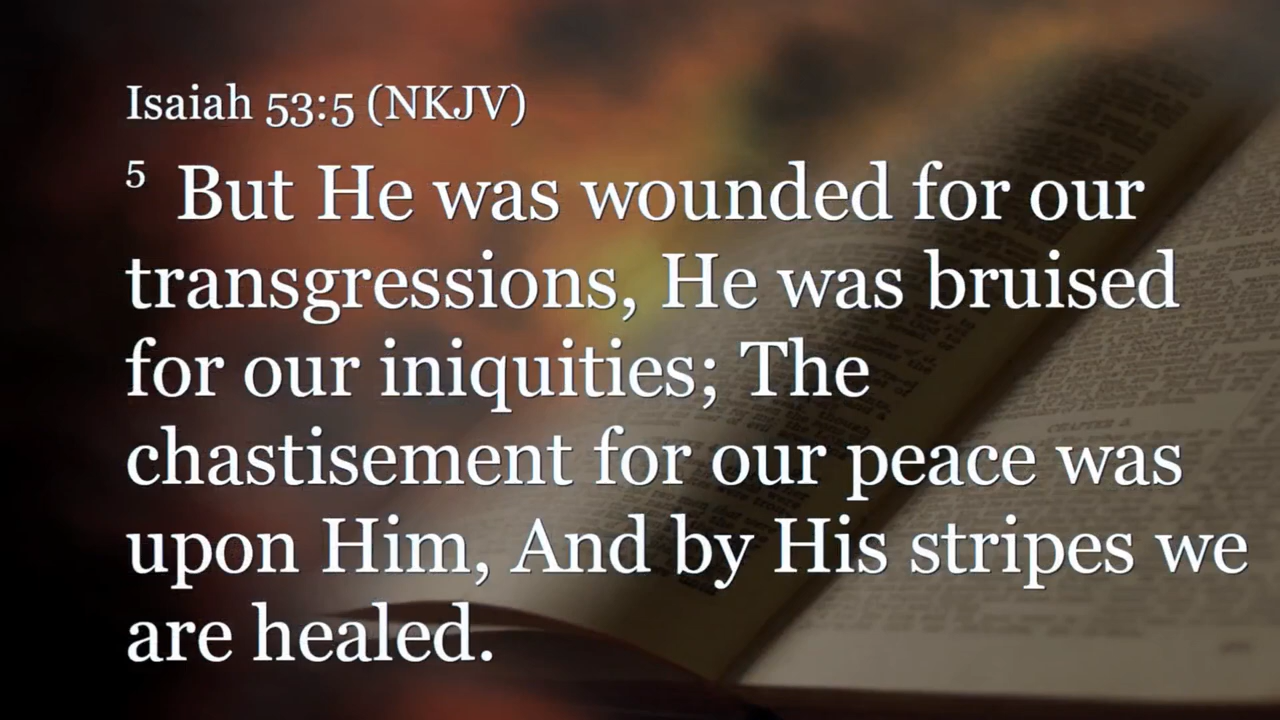 Isaiah 53:5 (NKJV)
5 But He was wounded for our
transgressions, He was bruised
for our iniquities; The
chastisement for our peace was
upon Him, And by His stripes we
are healed.